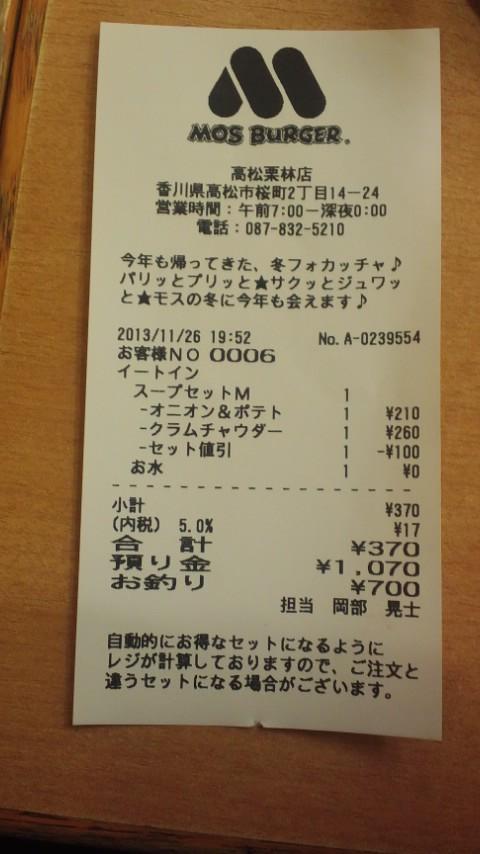 MOS BURGER®
高松栗林店
香川県高松市桜町2丁目14-24
営業時間：午前7:00-深夜0:00
電話：087-832-5210
今年も帰ってきた、冬フォカッチャ♪
パリッとプリッと★サクッとジュワッ
と★モスの冬に今年も会えます♪
2013/11/26 19:52 No.A-0239554
お客様NO 0006
イートイン
スープセットM 1
-オニオン&ポテト 1 ¥210
-クラムチャウダー 1 ¥260
-セット値引 1 -¥100
お水 1 ¥0
小計 ¥370
(内税) 5.0% ¥17
合計 ¥370
預り金 ¥1,070
お釣り ¥700
担当 岡部 晃士
自動的にお得なセットになるように
レジが計算しておりますので、ご注文と
違うセットになる場合がございます。